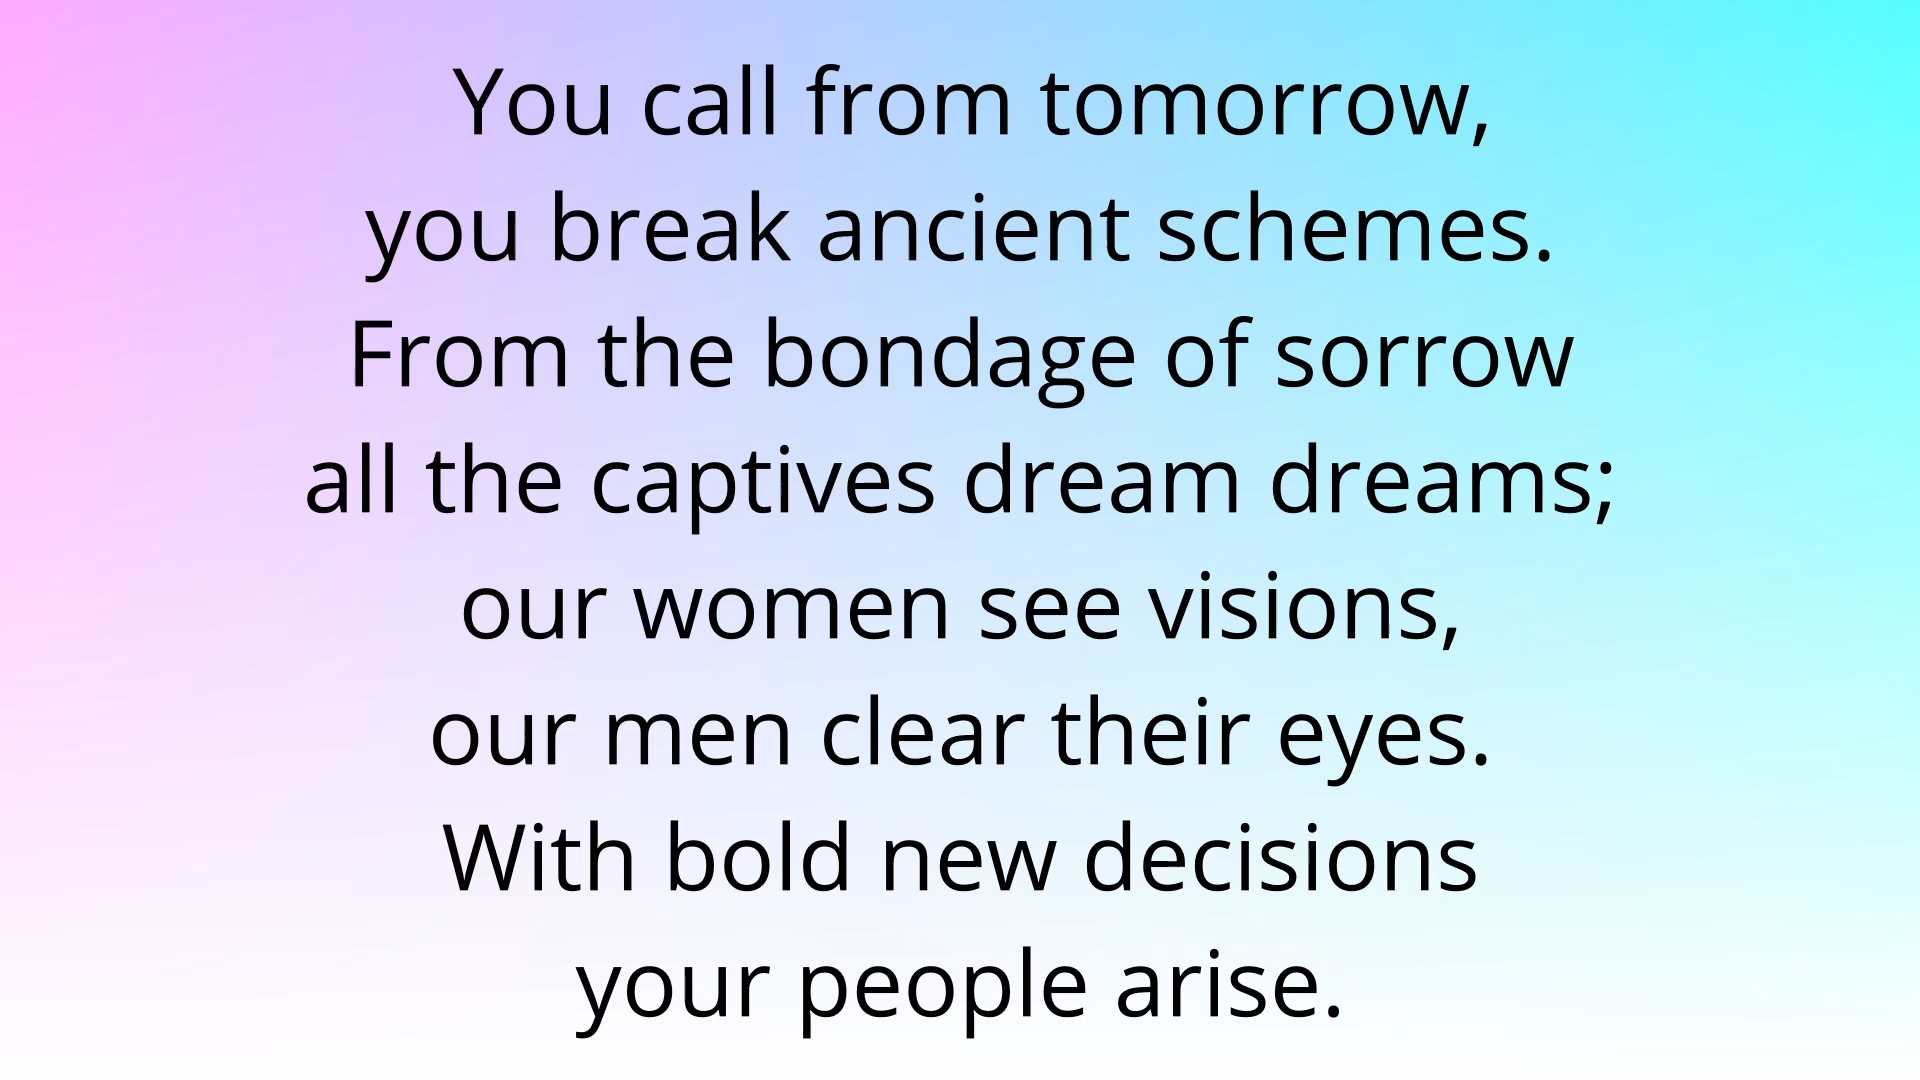 You call from tomorrow,
you break ancient schemes.
From the bondage of sorrow
all the captives dream dreams;
our women see visions,
our men clear their eyes.
With bold new decisions
your people arise.